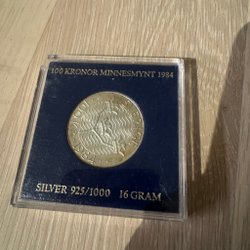 100 KRONOR MINNESMYNT 1984
SILVER 925/1000 16 GRAM